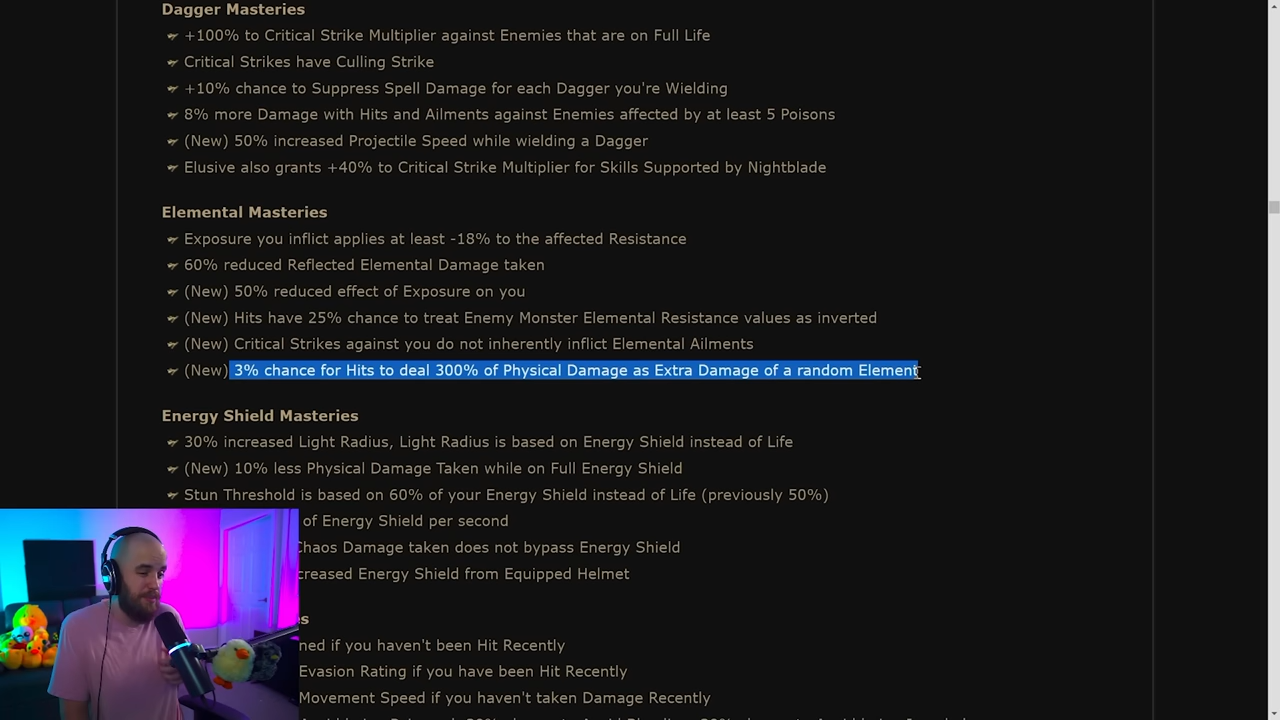 Dagger Masteries
+100% to Critical Strike Multiplier against Enemies that are on Full Life
Critical Strikes have Culling Strike
+10% chance to Suppress Spell Damage for each Dagger you're Wielding
8% more Damage with Hits and Ailments against Enemies affected by at least 5 Poisons
(New) 50% increased Projectile Speed while wielding a Dagger
Elusive also grants +40% to Critical Strike Multiplier for Skills Supported by Nightblade
Elemental Masteries
Exposure you inflict applies at least -18% to the affected Resistance
60% reduced Reflected Elemental Damage taken
(New) 50% reduced effect of Exposure on you
(New) Hits have 25% chance to treat Enemy Monster Elemental Resistance values as inverted
(New) Critical Strikes against you do not inherently inflict Elemental Ailments
(New) 3% chance for Hits to deal 300% of Physical Damage as Extra Damage of a random Element
Energy Shield Masteries
30% increased Light Radius, Light Radius is based on Energy Shield instead of Life
(New) 10% less Physical Damage Taken while on Full Energy Shield
Stun Threshold is based on 60% of your Energy Shield instead of Life (previously 50%)
of Energy Shield per second
Chaos Damage taken does not bypass Energy Shield
creased Energy Shield from Equipped Helmet
es
ned if you haven't been Hit Recently
Evasion Rating if you have been Hit Recently
Movement Speed if you haven't taken Damage Recently